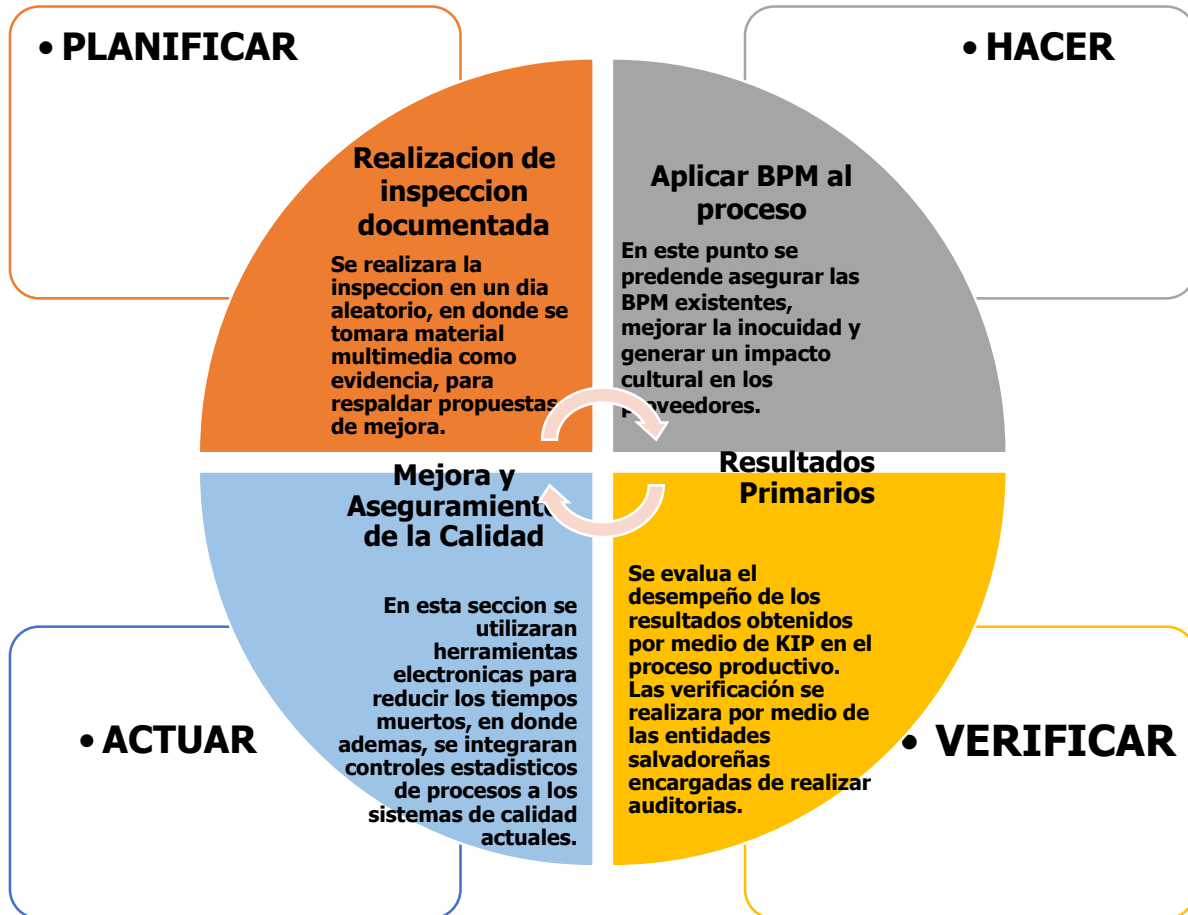 • PLANIFICAR
• HACER
Realizacion de
inspeccion
documentada
Se realizara la
inspeccion en un dia
aleatorio, en donde se
tomara material
multimedia como
evidencia, para
respaldar propuestas
de mejora.
Aplicar BPM al
proceso
En este punto se
predende asegurar las
BPM existentes,
mejorar la inocuidad y
generar un impacto
cultural en los
proveedores.
Mejora y
Aseguramiento
de la Calidad
En esta seccion se
utilizaran
herramientas
electronicas para
reducir los tiempos
muertos, en donde
ademas, se integraran
controles estadisticos
de procesos a los
sistemas de calidad
actuales.
Resultados
Primarios
Se evalua el
desempeño de los
resultados obtenidos
por medio de KIP en el
proceso productivo.
Las verificación se
realizara por medio de
las entidades
salvadoreñas
encargadas de realizar
auditorias.
• ACTUAR
• VERIFICAR